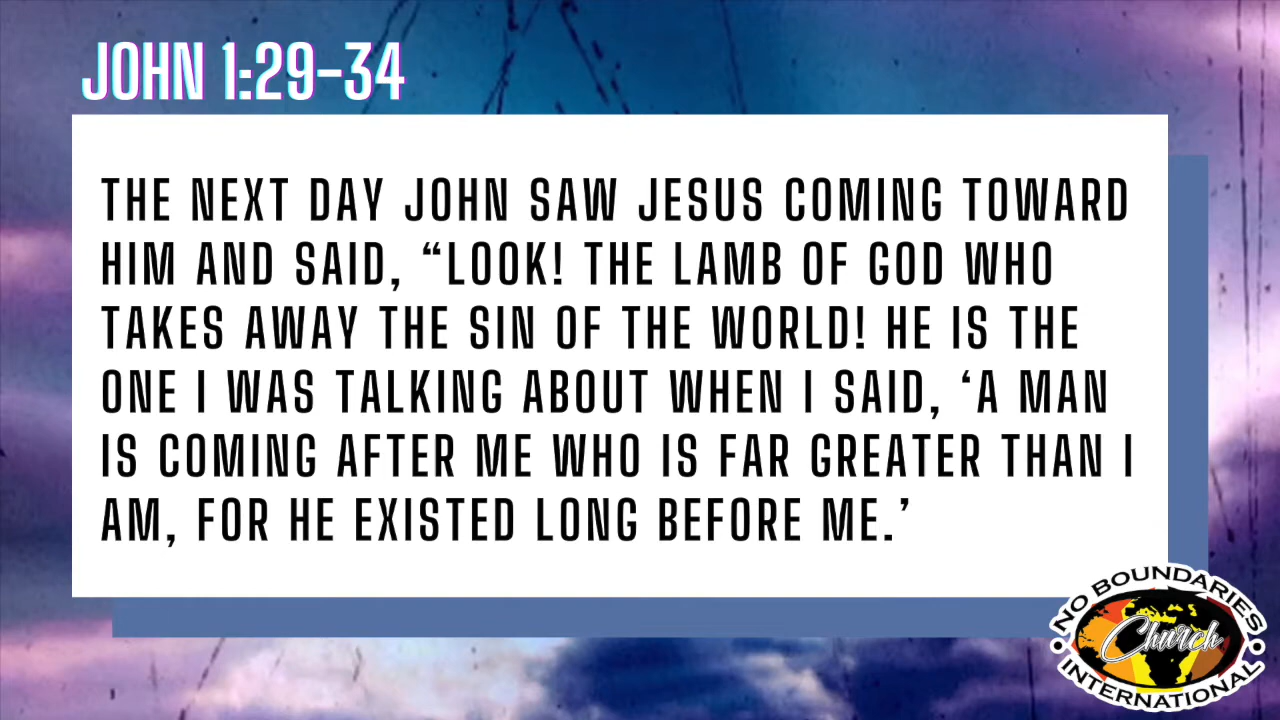 JOHN 1:29-34
THE NEXT DAY JOHN SAW JESUS COMING TOWARD
HIM AND SAID, “LOOK! THE LAMB OF GOD WHO
TAKES AWAY THE SIN OF THE WORLD! HE IS THE
ONE I WAS TALKING ABOUT WHEN I SAID, ‘A MAN
IS COMING AFTER ME WHO IS FAR GREATER THAN I
AM, FOR HE EXISTED LONG BEFORE ME.’
NO BOUNDARIES
Church
INTERNATIONAL